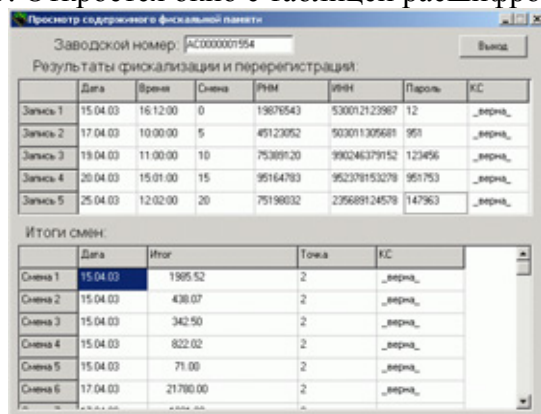 Просмотр содержимого фискальной памяти
Заводской номер: AC0000001554 Выход
Результаты фискализации и перерегистраций:
Дата Время Смена РНМ ИНН Пароль КС
Запись 1 15.04.03 16:12:00 0 19876543 530012123987 12 _верна_
Запись 2 17.04.03 10:00:00 5 45123052 503011305681 951 _верна_
Запись 3 19.04.03 11:00:00 10 75389120 990246379152 123456 _верна_
Запись 4 20.04.03 15:01:00 15 95164783 952378153278 951753 _верна_
Запись 5 25.04.03 12:02:00 20 75198032 235689124578 147963 _верна_
Итоги смен:
Дата Итог Точка КС
Смена 1 15.04.03 1985.52 2 _верна_
Смена 2 15.04.03 438.07 2 _верна_
Смена 3 15.04.03 342.50 2 _верна_
Смена 4 15.04.03 822.02 2 _верна_
Смена 5 15.04.03 71.00 2 _верна_
Смена 6 17.04.03 21780.00 2 _верна_